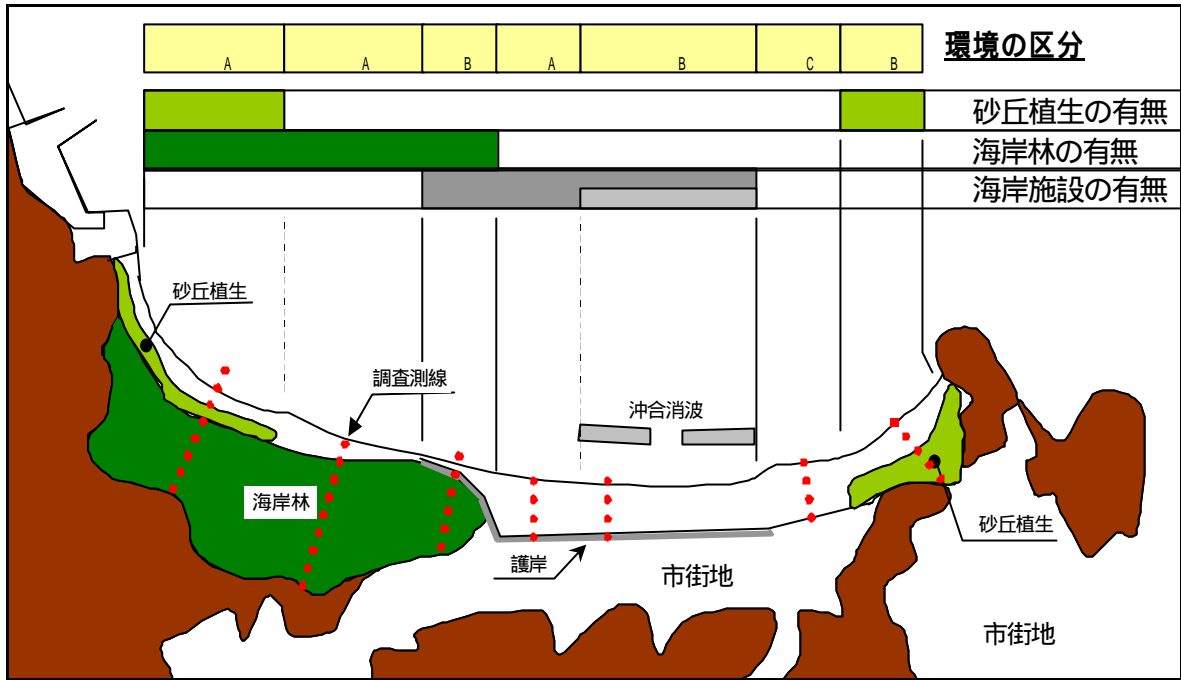 環境の区分
A A B A B C B
砂丘植生の有無
海岸林の有無
海岸施設の有無
砂丘植生
調査測線
沖合消波
海岸林
護岸
砂丘植生
市街地
市街地